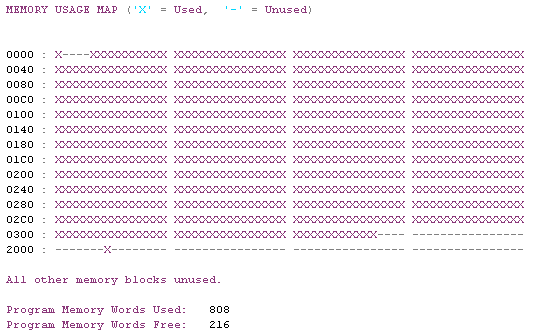 MEMORY USAGE MAP ('X' = Used,  '-' = Unused)
0000 : X----XXXXXXXXXXX XXXXXXXXXXXXXXXX XXXXXXXXXXXXXXXX XXXXXXXXXXXXXXXX
0040 : XXXXXXXXXXXXXXXX XXXXXXXXXXXXXXXX XXXXXXXXXXXXXXXX XXXXXXXXXXXXXXXX
0080 : XXXXXXXXXXXXXXXX XXXXXXXXXXXXXXXX XXXXXXXXXXXXXXXX XXXXXXXXXXXXXXXX
00C0 : XXXXXXXXXXXXXXXX XXXXXXXXXXXXXXXX XXXXXXXXXXXXXXXX XXXXXXXXXXXXXXXX
0100 : XXXXXXXXXXXXXXXX XXXXXXXXXXXXXXXX XXXXXXXXXXXXXXXX XXXXXXXXXXXXXXXX
0140 : XXXXXXXXXXXXXXXX XXXXXXXXXXXXXXXX XXXXXXXXXXXXXXXX XXXXXXXXXXXXXXXX
0180 : XXXXXXXXXXXXXXXX XXXXXXXXXXXXXXXX XXXXXXXXXXXXXXXX XXXXXXXXXXXXXXXX
01C0 : XXXXXXXXXXXXXXXX XXXXXXXXXXXXXXXX XXXXXXXXXXXXXXXX XXXXXXXXXXXXXXXX
0200 : XXXXXXXXXXXXXXXX XXXXXXXXXXXXXXXX XXXXXXXXXXXXXXXX XXXXXXXXXXXXXXXX
0240 : XXXXXXXXXXXXXXXX XXXXXXXXXXXXXXXX XXXXXXXXXXXXXXXX XXXXXXXXXXXXXXXX
0280 : XXXXXXXXXXXXXXXX XXXXXXXXXXXXXXXX XXXXXXXXXXXXXXXX XXXXXXXXXXXXXXXX
02C0 : XXXXXXXXXXXXXXXX XXXXXXXXXXXXXXXX XXXXXXXXXXXXXXXX XXXXXXXXXXXXXXXX
0300 : XXXXXXXXXXXXXXXX XXXXXXXXXXXXXXXX XXXXXXXXXXXX---- ----------------
2000 : -------X-------- ---------------- ---------------- ----------------
All other memory blocks unused.
Program Memory Words Used:   808
Program Memory Words Free:   216